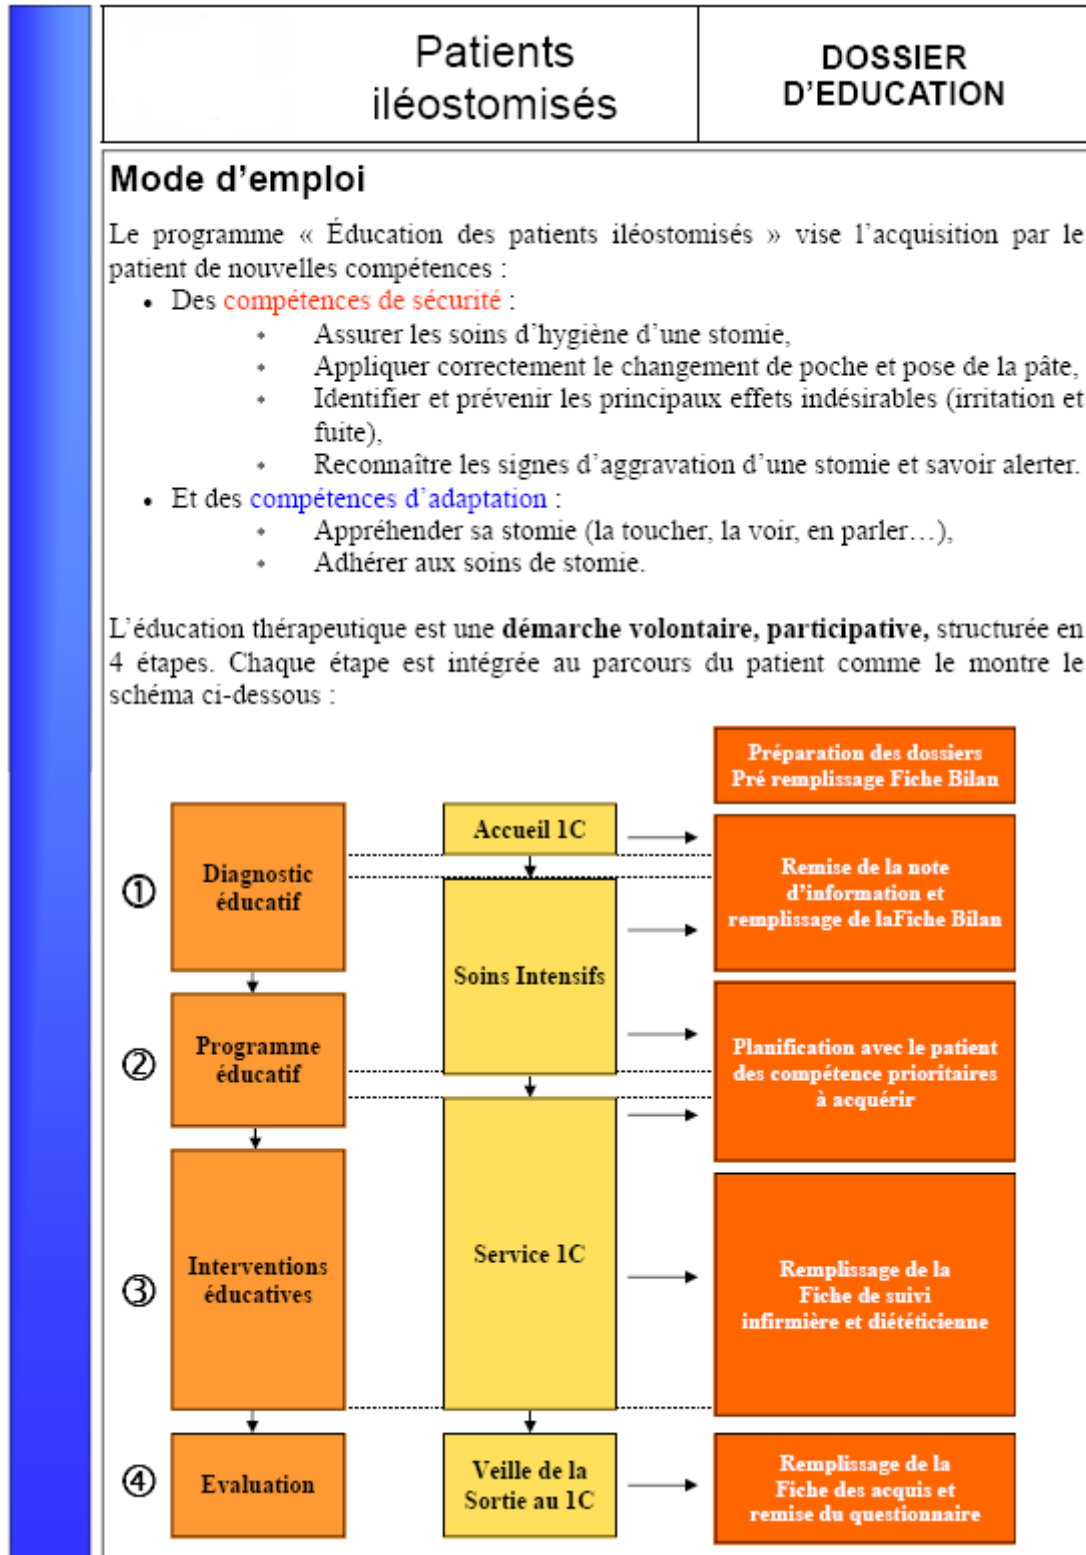 Patients
iléostomisés
DOSSIER
D'EDUCATION
Mode d'emploi
Le programme « Éducation des patients iléostomisés » vise l'acquisition par le
patient de nouvelles compétences :
• Des compétences de sécurité :
• Assurer les soins d'hygiène d'une stomie,
• Appliquer correctement le changement de poche et pose de la pâte,
• Identifier et prévenir les principaux effets indésirables (irritation et
fuite),
• Reconnaître les signes d'aggravation d'une stomie et savoir alerter.
• Et des compétences d'adaptation :
• Appréhender sa stomie (la toucher, la voir, en parler…),
• Adhérer aux soins de stomie.
L'éducation thérapeutique est une démarche volontaire, participative, structurée en
4 étapes. Chaque étape est intégrée au parcours du patient comme le montre le
schéma ci-dessous :
Préparation des dossiers
Pré remplissage Fiche Bilan
①
Diagnostic
éducatif
Accueil 1C
Remise de la note
d'information et
remplissage de laFiche Bilan
Soins Intensifs
②
Programme
éducatif
Planification avec le patient
des compétence prioritaires
à acquérir
③
Interventions
éducatives
Service 1C
Remplissage de la
Fiche de suivi
infirmière et diététicienne
④
Evaluation
Veille de la
Sortie au 1C
Remplissage de la
Fiche des acquis et
remise du questionnaire